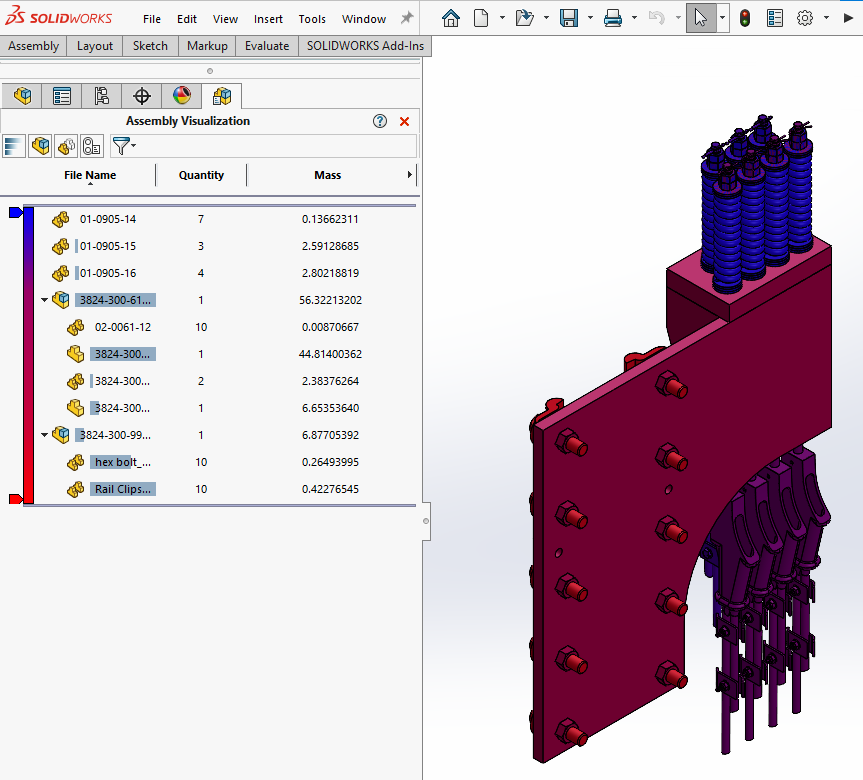 SOLIDWORKS File Edit View Insert Tools Window
Assembly Layout Sketch Markup Evaluate SOLIDWORKS Add-Ins
Assembly Visualization
File Name Quantity Mass
01-0905-14 7 0.13662311
01-0905-15 3 2.59128685
01-0905-16 4 2.80218819
3824-300-61... 1 56.32213202
02-0061-12 10 0.00870667
3824-300... 1 44.81400362
3824-300... 2 2.38376264
3824-300... 1 6.65353640
3824-300-99... 1 6.87705392
hex bolt_... 10 0.26493995
Rail Clips... 10 0.42276545